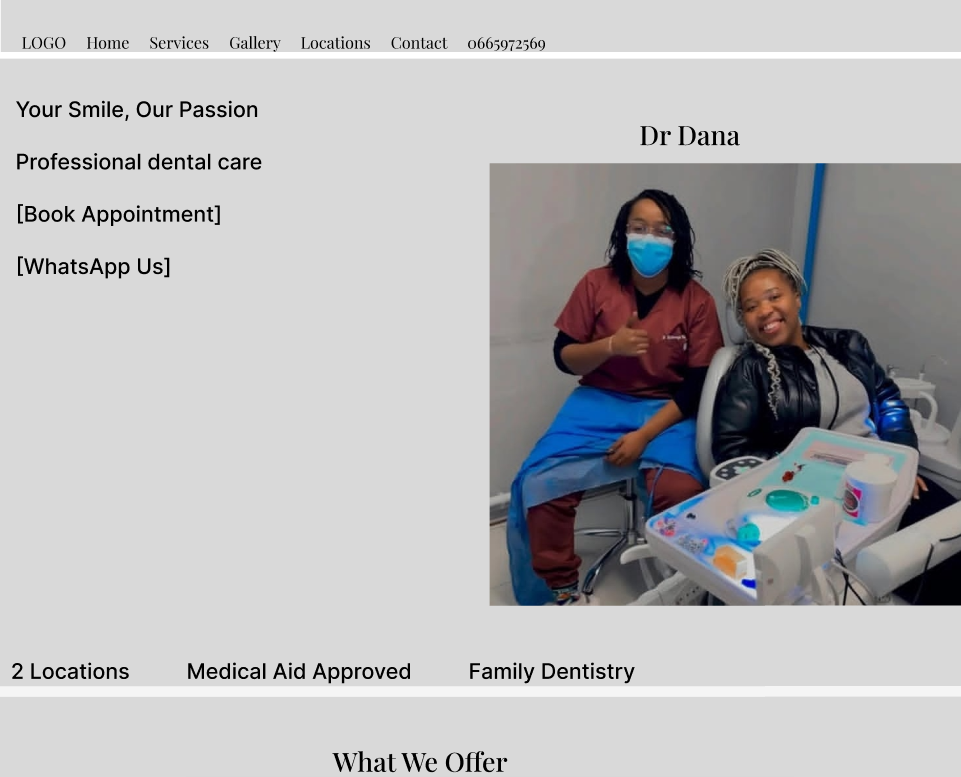 LOGO Home Services Gallery Locations Contact 0665972569
Your Smile, Our Passion
Professional dental care
[Book Appointment]
[WhatsApp Us]
Dr Dana
2 Locations Medical Aid Approved Family Dentistry
What We Offer